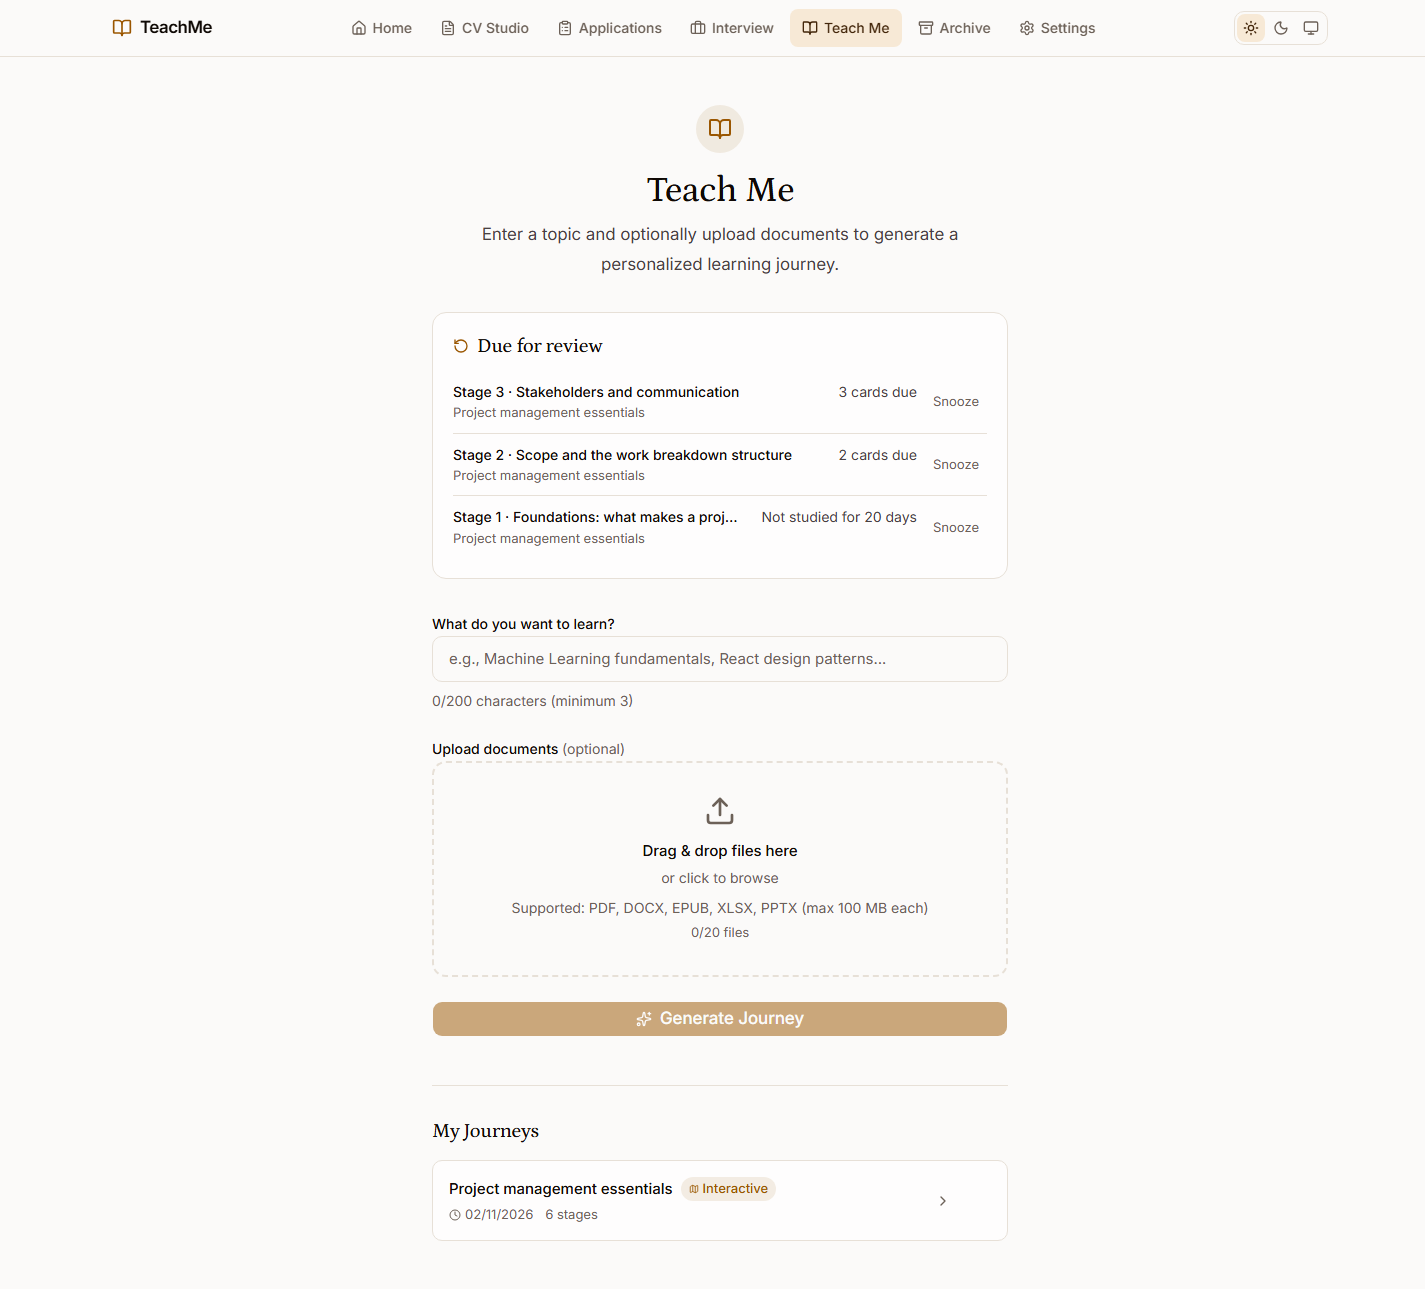 TeachMe
Home
CV Studio
Applications
Interview
Teach Me
Archive
Settings
Teach Me
Enter a topic and optionally upload documents to generate a
personalized learning journey.
Due for review
Stage 3 · Stakeholders and communication
3 cards due
Snooze
Project management essentials
Stage 2 · Scope and the work breakdown structure
2 cards due
Snooze
Project management essentials
Stage 1 · Foundations: what makes a proj...
Not studied for 20 days
Snooze
Project management essentials
What do you want to learn?
e.g., Machine Learning fundamentals, React design patterns...
0/200 characters (minimum 3)
Upload documents (optional)
Drag & drop files here
or click to browse
Supported: PDF, DOCX, EPUB, XLSX, PPTX (max 100 MB each)
0/20 files
Generate Journey
My Journeys
Project management essentials
Interactive
02/11/2026
6 stages